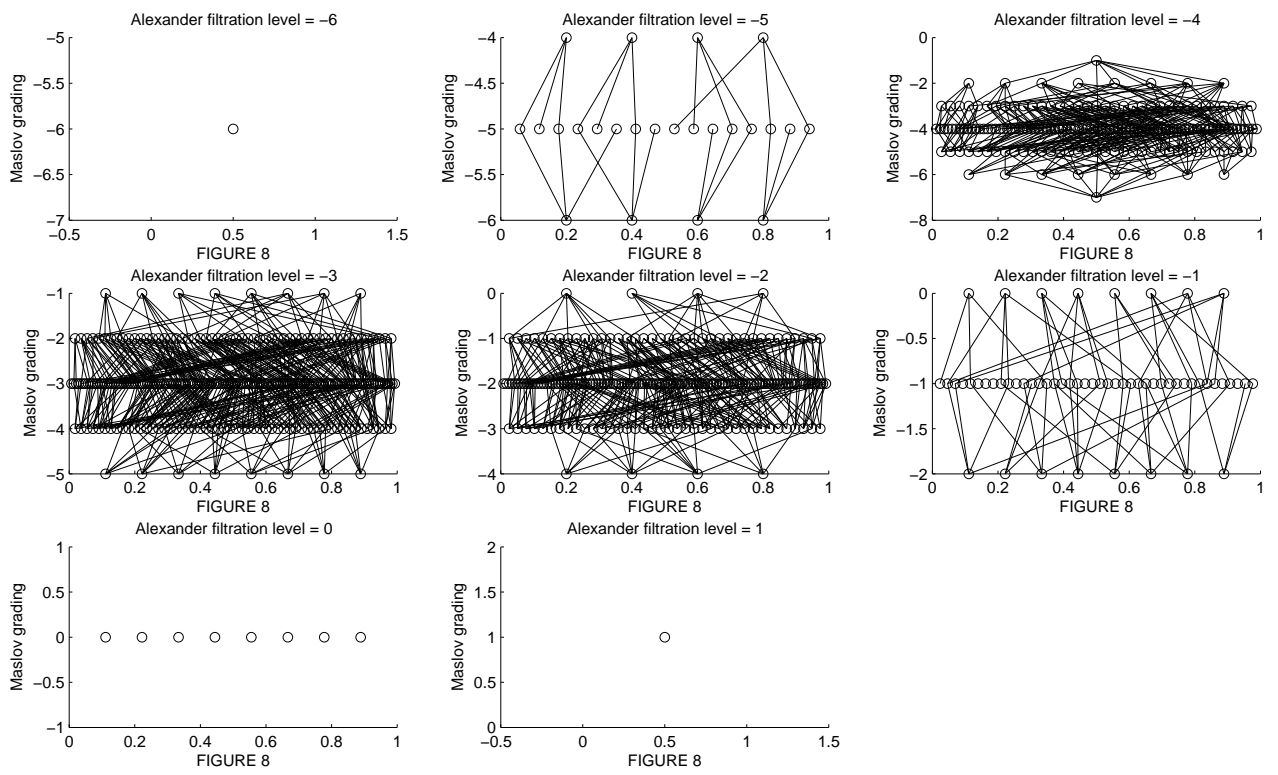 Alexander filtration level = −6
−5
−5.5
−6
−6.5
−7
Maslov grading
−0.5 0 0.5 1 1.5
FIGURE 8
Alexander filtration level = −5
−4
−4.5
−5
−5.5
−6
Maslov grading
0 0.2 0.4 0.6 0.8 1
FIGURE 8
Alexander filtration level = −4
0
−2
−4
−6
−8
Maslov grading
0 0.2 0.4 0.6 0.8 1
FIGURE 8
Alexander filtration level = −3
−1
−2
−3
−4
−5
Maslov grading
0 0.2 0.4 0.6 0.8 1
FIGURE 8
Alexander filtration level = −2
0
−1
−2
−3
−4
Maslov grading
0 0.2 0.4 0.6 0.8 1
FIGURE 8
Alexander filtration level = −1
0
−0.5
−1
−1.5
−2
Maslov grading
0 0.2 0.4 0.6 0.8 1
FIGURE 8
Alexander filtration level = 0
1
0.5
0
−0.5
−1
Maslov grading
0 0.2 0.4 0.6 0.8 1
FIGURE 8
Alexander filtration level = 1
2
1.5
1
0.5
0
Maslov grading
−0.5 0 0.5 1 1.5
FIGURE 8